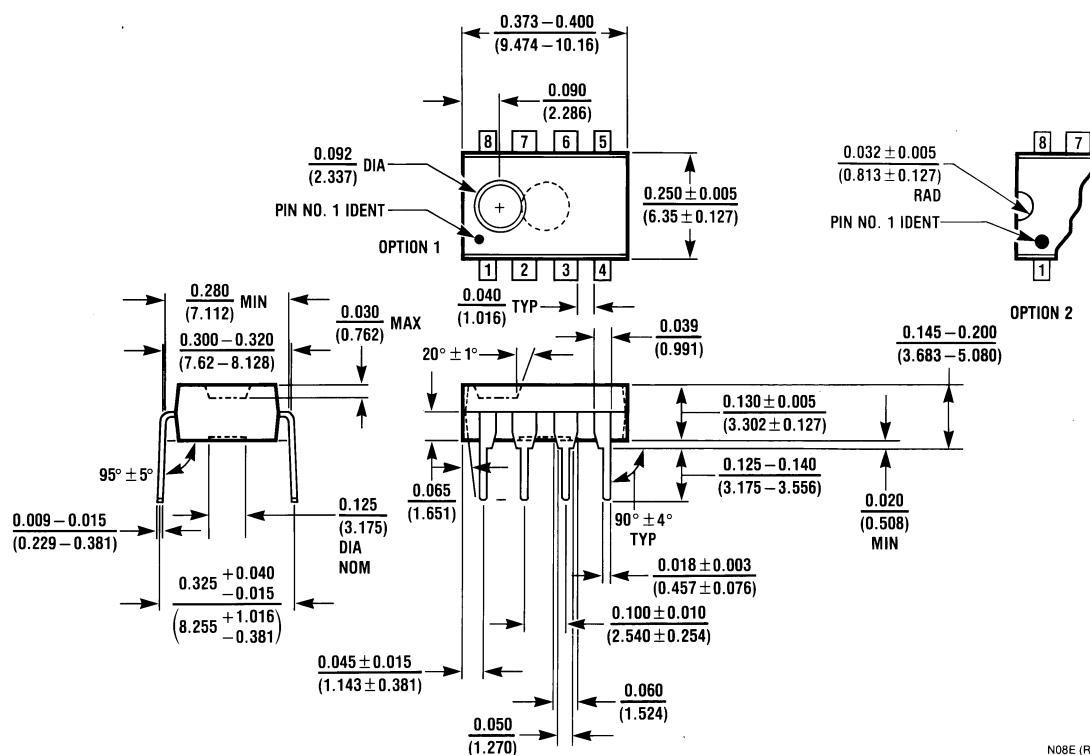 0.373 – 0.400
(9.474 – 10.16)
0.090
(2.286)
8 7 6 5
0.092 DIA
(2.337)
PIN NO. 1 IDENT
OPTION 1
1 2 3 4
0.250 ± 0.005
(6.35 ± 0.127)
0.032 ± 0.005
(0.813 ± 0.127)
RAD
PIN NO. 1 IDENT
8 7
1
OPTION 2
0.280 MIN
(7.112)
0.300 – 0.320
(7.62 – 8.128)
0.030 MAX
(0.762)
0.040 TYP
(1.016)
0.039
(0.991)
20° ± 1°
0.145 – 0.200
(3.683 – 5.080)
0.130 ± 0.005
(3.302 ± 0.127)
0.125 – 0.140
(3.175 – 3.556)
0.020
(0.508)
MIN
95° ± 5°
0.065
(1.651)
90° ± 4°
TYP
0.009 – 0.015
(0.229 – 0.381)
0.125
(3.175)
DIA
NOM
0.018 ± 0.003
(0.457 ± 0.076)
0.325 +0.040
–0.015
(8.255 +1.016
–0.381)
0.100 ± 0.010
(2.540 ± 0.254)
0.045 ± 0.015
(1.143 ± 0.381)
0.060
(1.524)
0.050
(1.270)
N08E (R